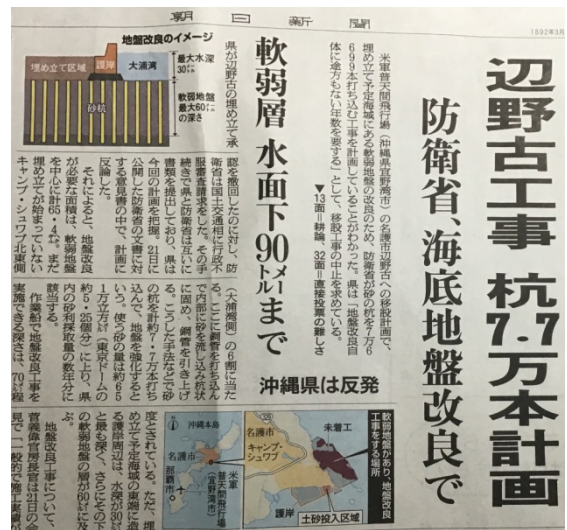 朝日新聞
辺野古工事 杭7.7万本計画
防衛省、海底地盤改良で
米軍普天間飛行場（沖縄県宜野湾市）の名護市辺野古への移設計画で、
埋め立て予定海域にある軟弱地盤の改良のため、防衛省が砂の杭を7万6
699本打ち込む工事を計画していることがわかった。県は「地盤改良自
体に途方もない年数を要する」として、移設工事の中止を求めている。
▼13面=耕論、32面=直接投票の難しさ
軟弱層 水面下90メートルまで
沖縄県は反発
地盤改良のイメージ
埋め立て区域
護岸
大浦湾
最大水深
30メートル
砂杭
軟弱地盤
最大60メートル
の深さ
県が辺野古の埋め立て承
認を撤回したのに対し、防
衛省は国土交通相に行政不
服審査請求をした。その手
続きで県と防衛省は互いに
書類を提出しており、県は
今回の計画を把握。21日に
公開した防衛省の文書に対
する意見書の中で、計画に
反論した。
それによると、地盤改良
が必要な面積は、軟弱地盤
を中心に計65・4ヘクタール。まだ
埋め立てが始まっていない
キャンプ・シュワブ北東側
（大浦湾側）の6割に当た
る。ここに鋼管を打ち込ん
で内部に砂を流し込み杭状
に固め、鋼管を引き上げ
る。こうした手法などで砂
の杭を計約7・7万本打ち
込んで、地盤を強化すると
いう。使う砂の量は約65
1万立方メートル（東京ドームの
約5・25個分）に上り、県
内の砂利採取量の数年分に
該当する。
作業船で地盤改良工事を
実施できる深さは、70メートル程
度とされている。ただ、埋
め立て予定海域の東端に造
る護岸周辺は、水深が30メートル
と最も深く、さらにその下
の軟弱地盤の層が60メートルに及
ぶ。
地盤改良工事について、
菅義偉官房長官は21日の会
見で「一般的で施工実績が
沖縄本島
名護市
那覇市
米軍
普天間飛行場
（宜野湾市）
名護市
キャンプ・
シュワブ
未着工
護岸
土砂投入区域
軟弱地盤があり、地盤改良
工事をする場所